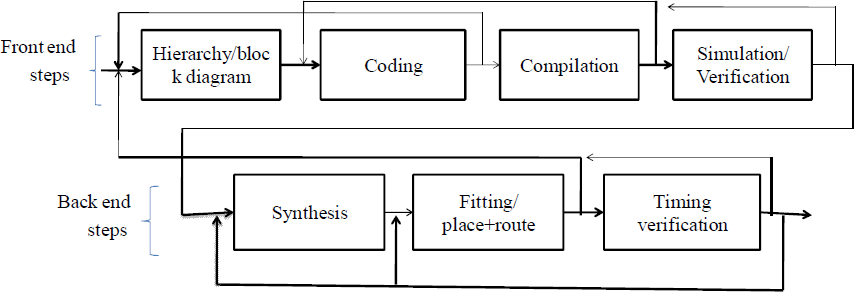 Front end
steps
Hierarchy/bloc
k diagram
Coding
Compilation
Simulation/
Verification
Back end
steps
Synthesis
Fitting/
place+route
Timing
verification